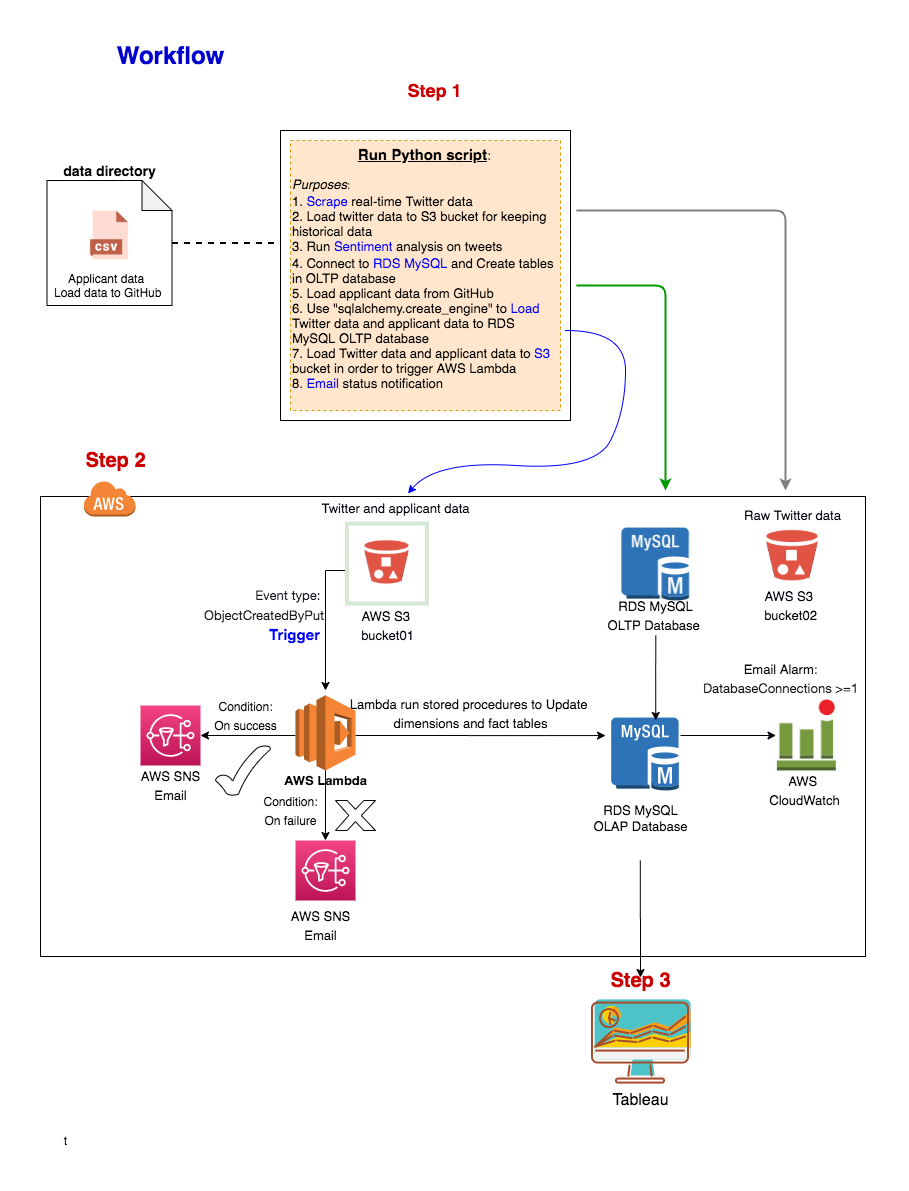 Workflow
Step 1
data directory
CSV
Applicant data
Load data to GitHub
Run Python script:
Purposes:
1. Scrape real-time Twitter data
2. Load twitter data to S3 bucket for keeping
historical data
3. Run Sentiment analysis on tweets
4. Connect to RDS MySQL and Create tables
in OLTP database
5. Load applicant data from GitHub
6. Use "sqlalchemy.create_engine" to Load
Twitter data and applicant data to RDS
MySQL OLTP database
7. Load Twitter data and applicant data to S3
bucket in order to trigger AWS Lambda
8. Email status notification
Step 2
AWS
Twitter and applicant data
AWS S3
bucket01
Event type:
ObjectCreatedByPut
Trigger
MySQL
M
RDS MySQL
OLTP Database
Raw Twitter data
AWS S3
bucket02
Email Alarm:
DatabaseConnections >=1
Condition:
On success
AWS SNS
Email
Lambda run stored procedures to Update
dimensions and fact tables
AWS Lambda
Condition:
On failure
AWS SNS
Email
MySQL
M
RDS MySQL
OLAP Database
AWS
CloudWatch
Step 3
Tableau
t